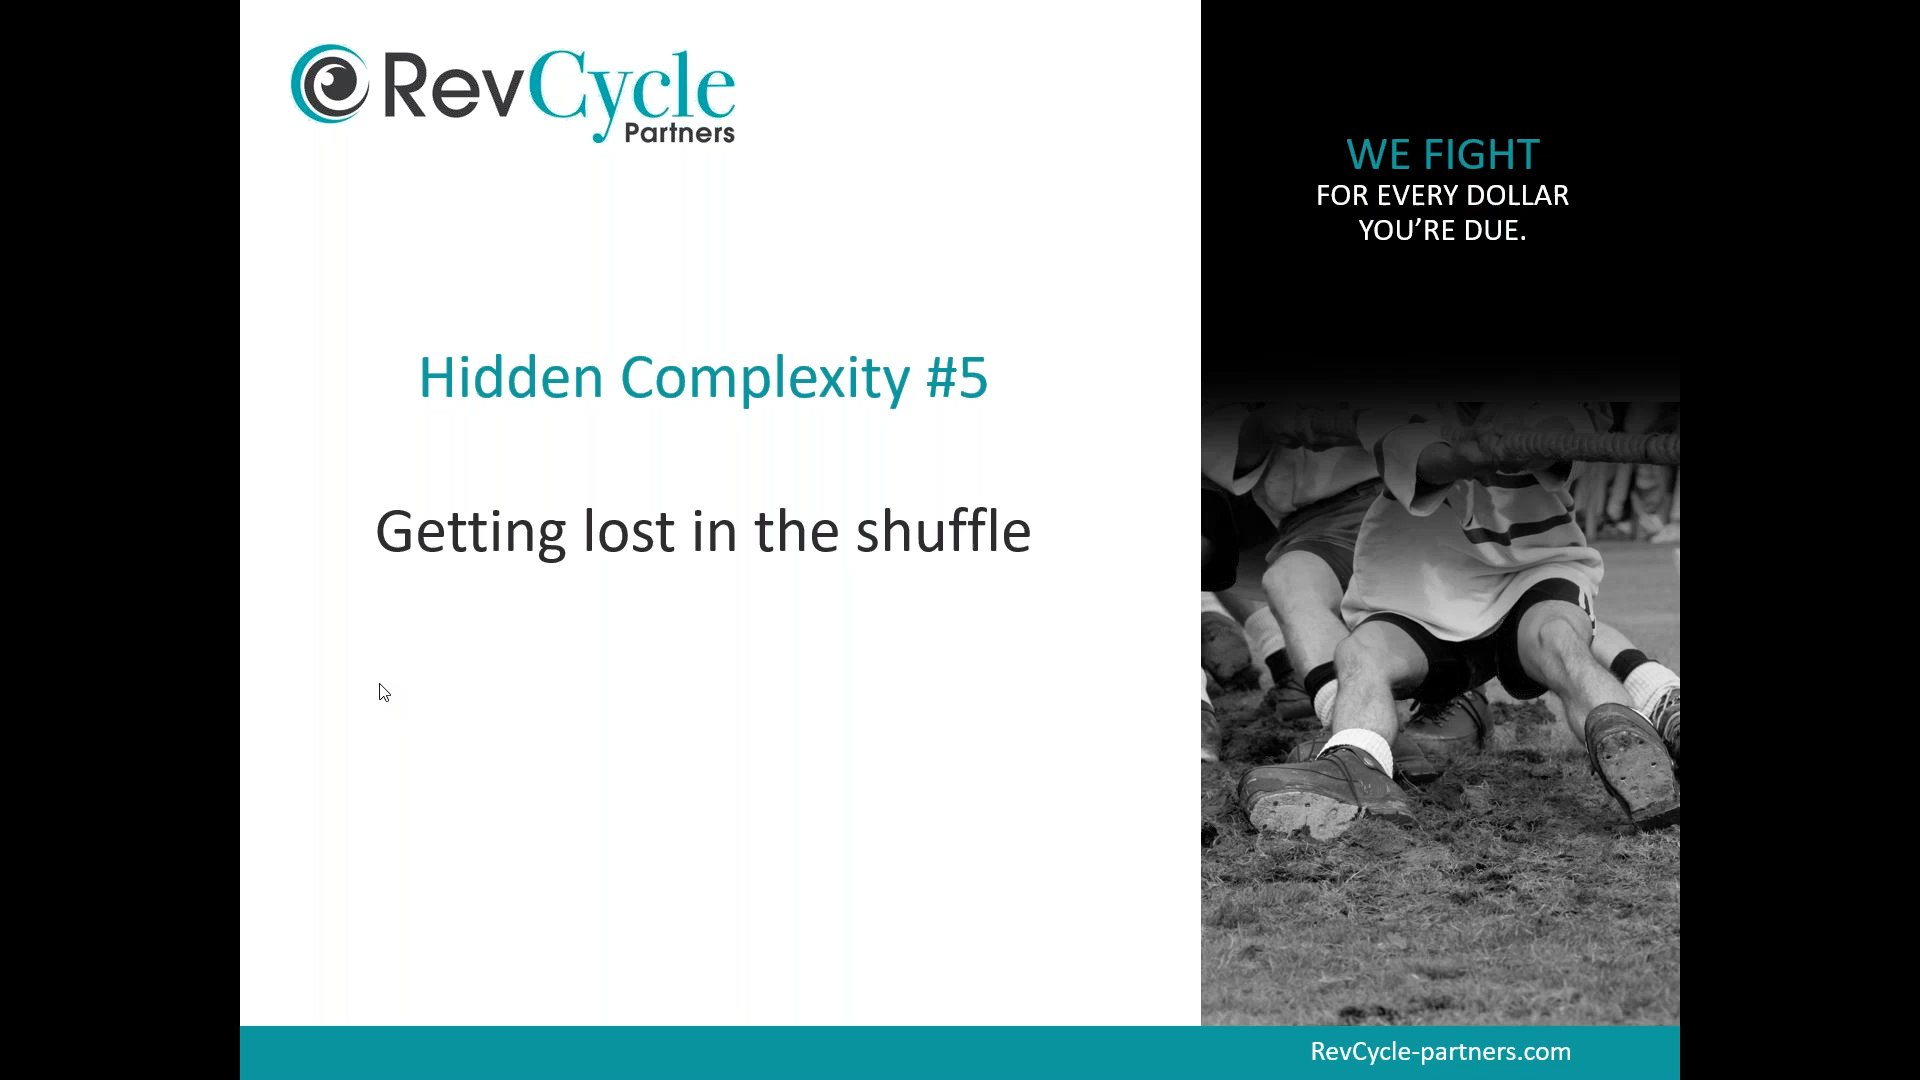 RevCycle
Partners
WE FIGHT
FOR EVERY DOLLAR
YOU’RE DUE.
Hidden Complexity #5
Getting lost in the shuffle
RevCycle-partners.com